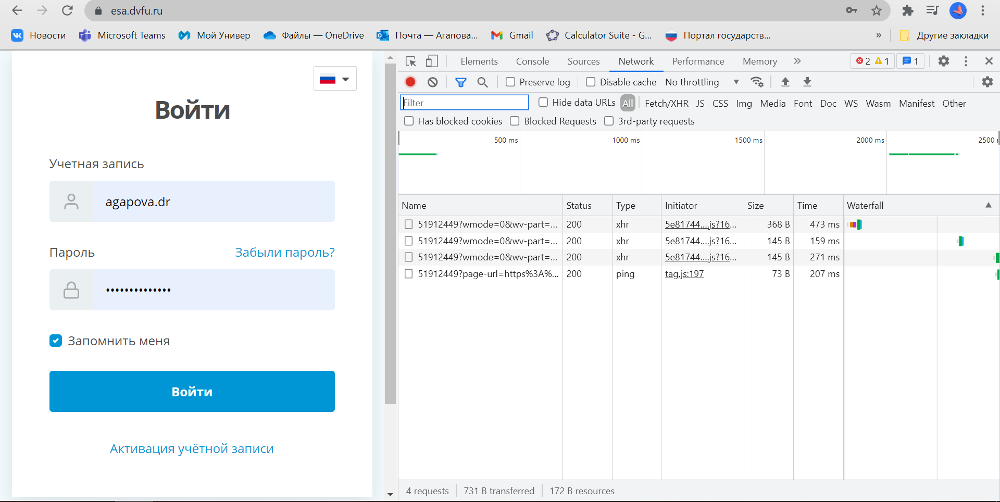 esa.dvfu.ru
Новости Microsoft Teams Мой Универ Файлы — OneDrive Почта — Агапова... Gmail Calculator Suite - G... Портал государств... » Другие закладки
Войти
Учетная запись
agapova.dr
Пароль Забыли пароль?
••••••••••••••
Запомнить меня
Войти
Активация учётной записи
Elements Console Sources Network Performance Memory » 2 1 1
Preserve log Disable cache No throttling
Filter Hide data URLs All Fetch/XHR JS CSS Img Media Font Doc WS Wasm Manifest Other
Has blocked cookies Blocked Requests 3rd-party requests
500 ms 1000 ms 1500 ms 2000 ms 2500
Name Status Type Initiator Size Time Waterfall
51912449?wmode=0&wv-part=... 200 xhr 5e81744....js?16... 368 B 473 ms
51912449?wmode=0&wv-part=... 200 xhr 5e81744....js?16... 145 B 159 ms
51912449?wmode=0&wv-part=... 200 xhr 5e81744....js?16... 145 B 271 ms
51912449?page-url=https%3A%... 200 ping tag.js:197 73 B 207 ms
4 requests 731 B transferred 172 B resources